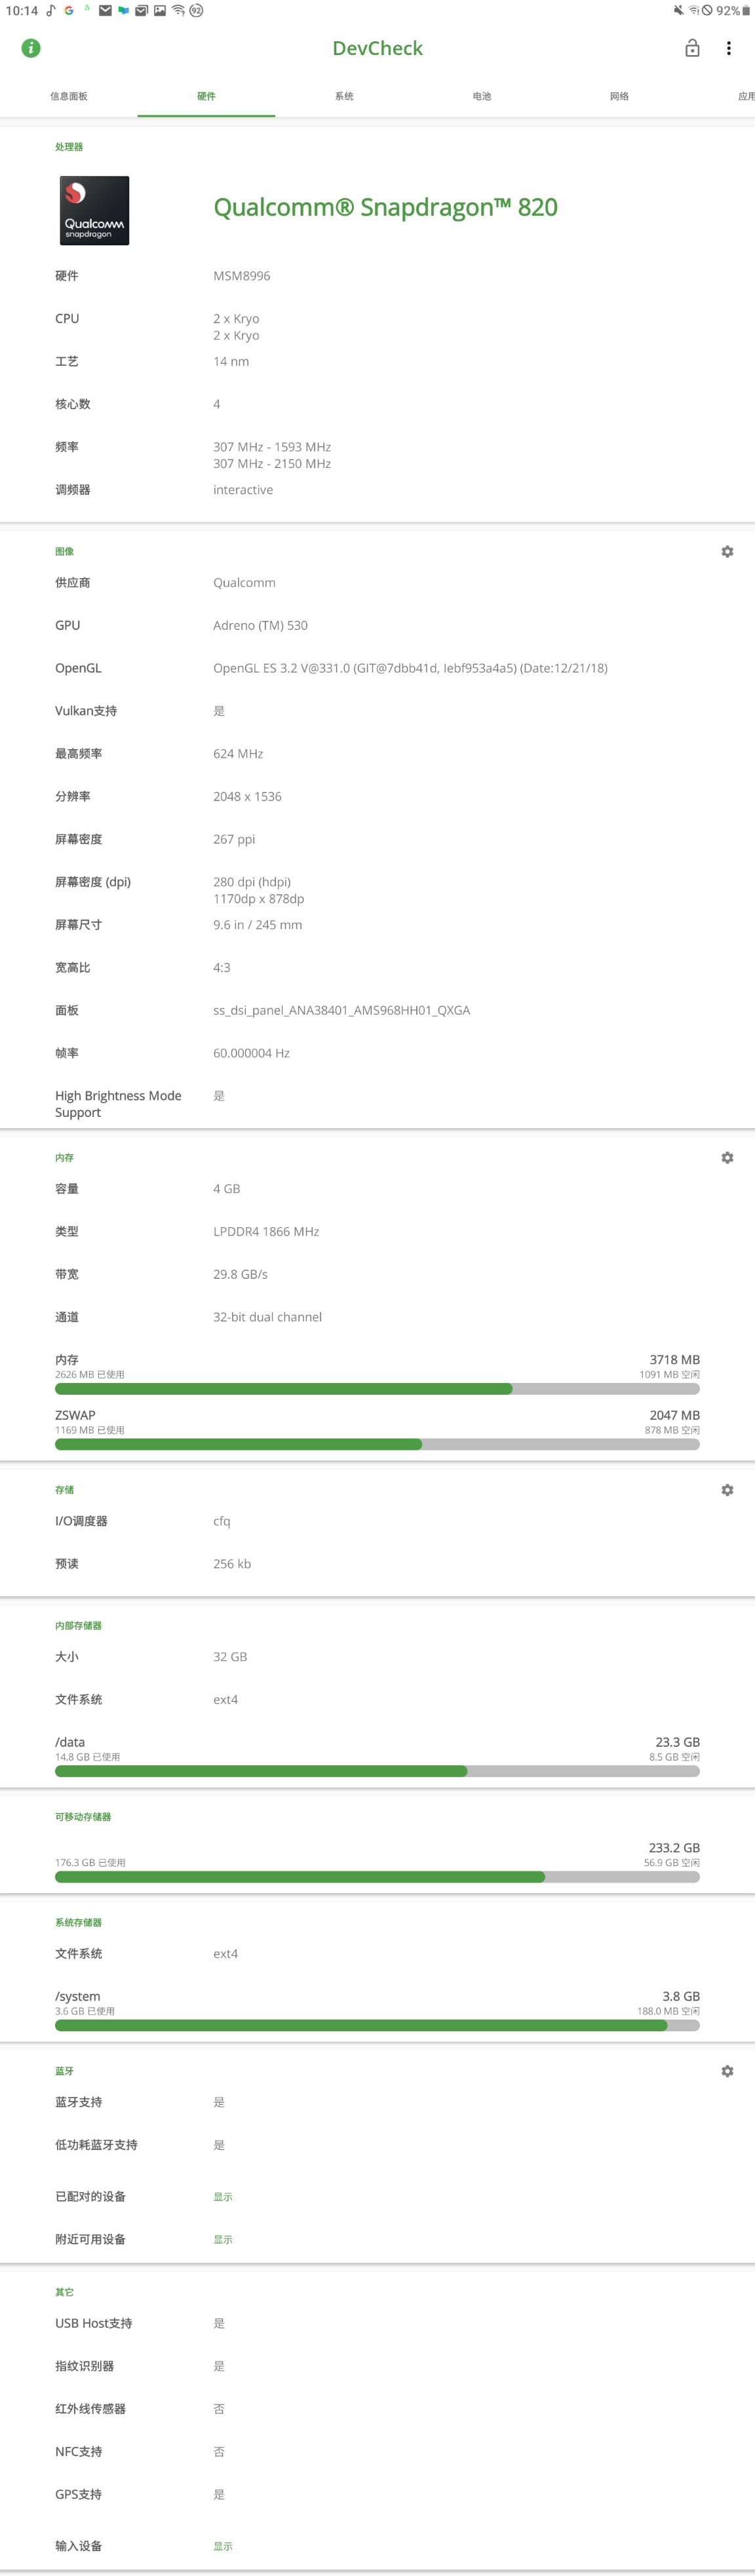 10:14 92 92%
DevCheck
信息面板 硬件 系统 电池 网络 应用
处理器
Qualcomm snapdragon
Qualcomm® Snapdragon™ 820
硬件 MSM8996
CPU 2 x Kryo
2 x Kryo
工艺 14 nm
核心数 4
频率 307 MHz - 1593 MHz
307 MHz - 2150 MHz
调频器 interactive
图像
供应商 Qualcomm
GPU Adreno (TM) 530
OpenGL OpenGL ES 3.2 V@331.0 (GIT@7dbb41d, Iebf953a4a5) (Date:12/21/18)
Vulkan支持 是
最高频率 624 MHz
分辨率 2048 x 1536
屏幕密度 267 ppi
屏幕密度 (dpi) 280 dpi (hdpi)
1170dp x 878dp
屏幕尺寸 9.6 in / 245 mm
宽高比 4:3
面板 ss_dsi_panel_ANA38401_AMS968HH01_QXGA
帧率 60.000004 Hz
High Brightness Mode 是
Support
内存
容量 4 GB
类型 LPDDR4 1866 MHz
带宽 29.8 GB/s
通道 32-bit dual channel
内存 3718 MB
2626 MB 已使用 1091 MB 空闲
ZSWAP 2047 MB
1169 MB 已使用 878 MB 空闲
存储
I/O调度器 cfq
预读 256 kb
内部存储器
大小 32 GB
文件系统 ext4
/data 23.3 GB
14.8 GB 已使用 8.5 GB 空闲
可移动存储器
233.2 GB
176.3 GB 已使用 56.9 GB 空闲
系统存储器
文件系统 ext4
/system 3.8 GB
3.6 GB 已使用 188.0 MB 空闲
蓝牙
蓝牙支持 是
低功耗蓝牙支持 是
已配对的设备 显示
附近可用设备 显示
其它
USB Host支持 是
指纹识别器 是
红外线传感器 否
NFC支持 否
GPS支持 是
输入设备 显示